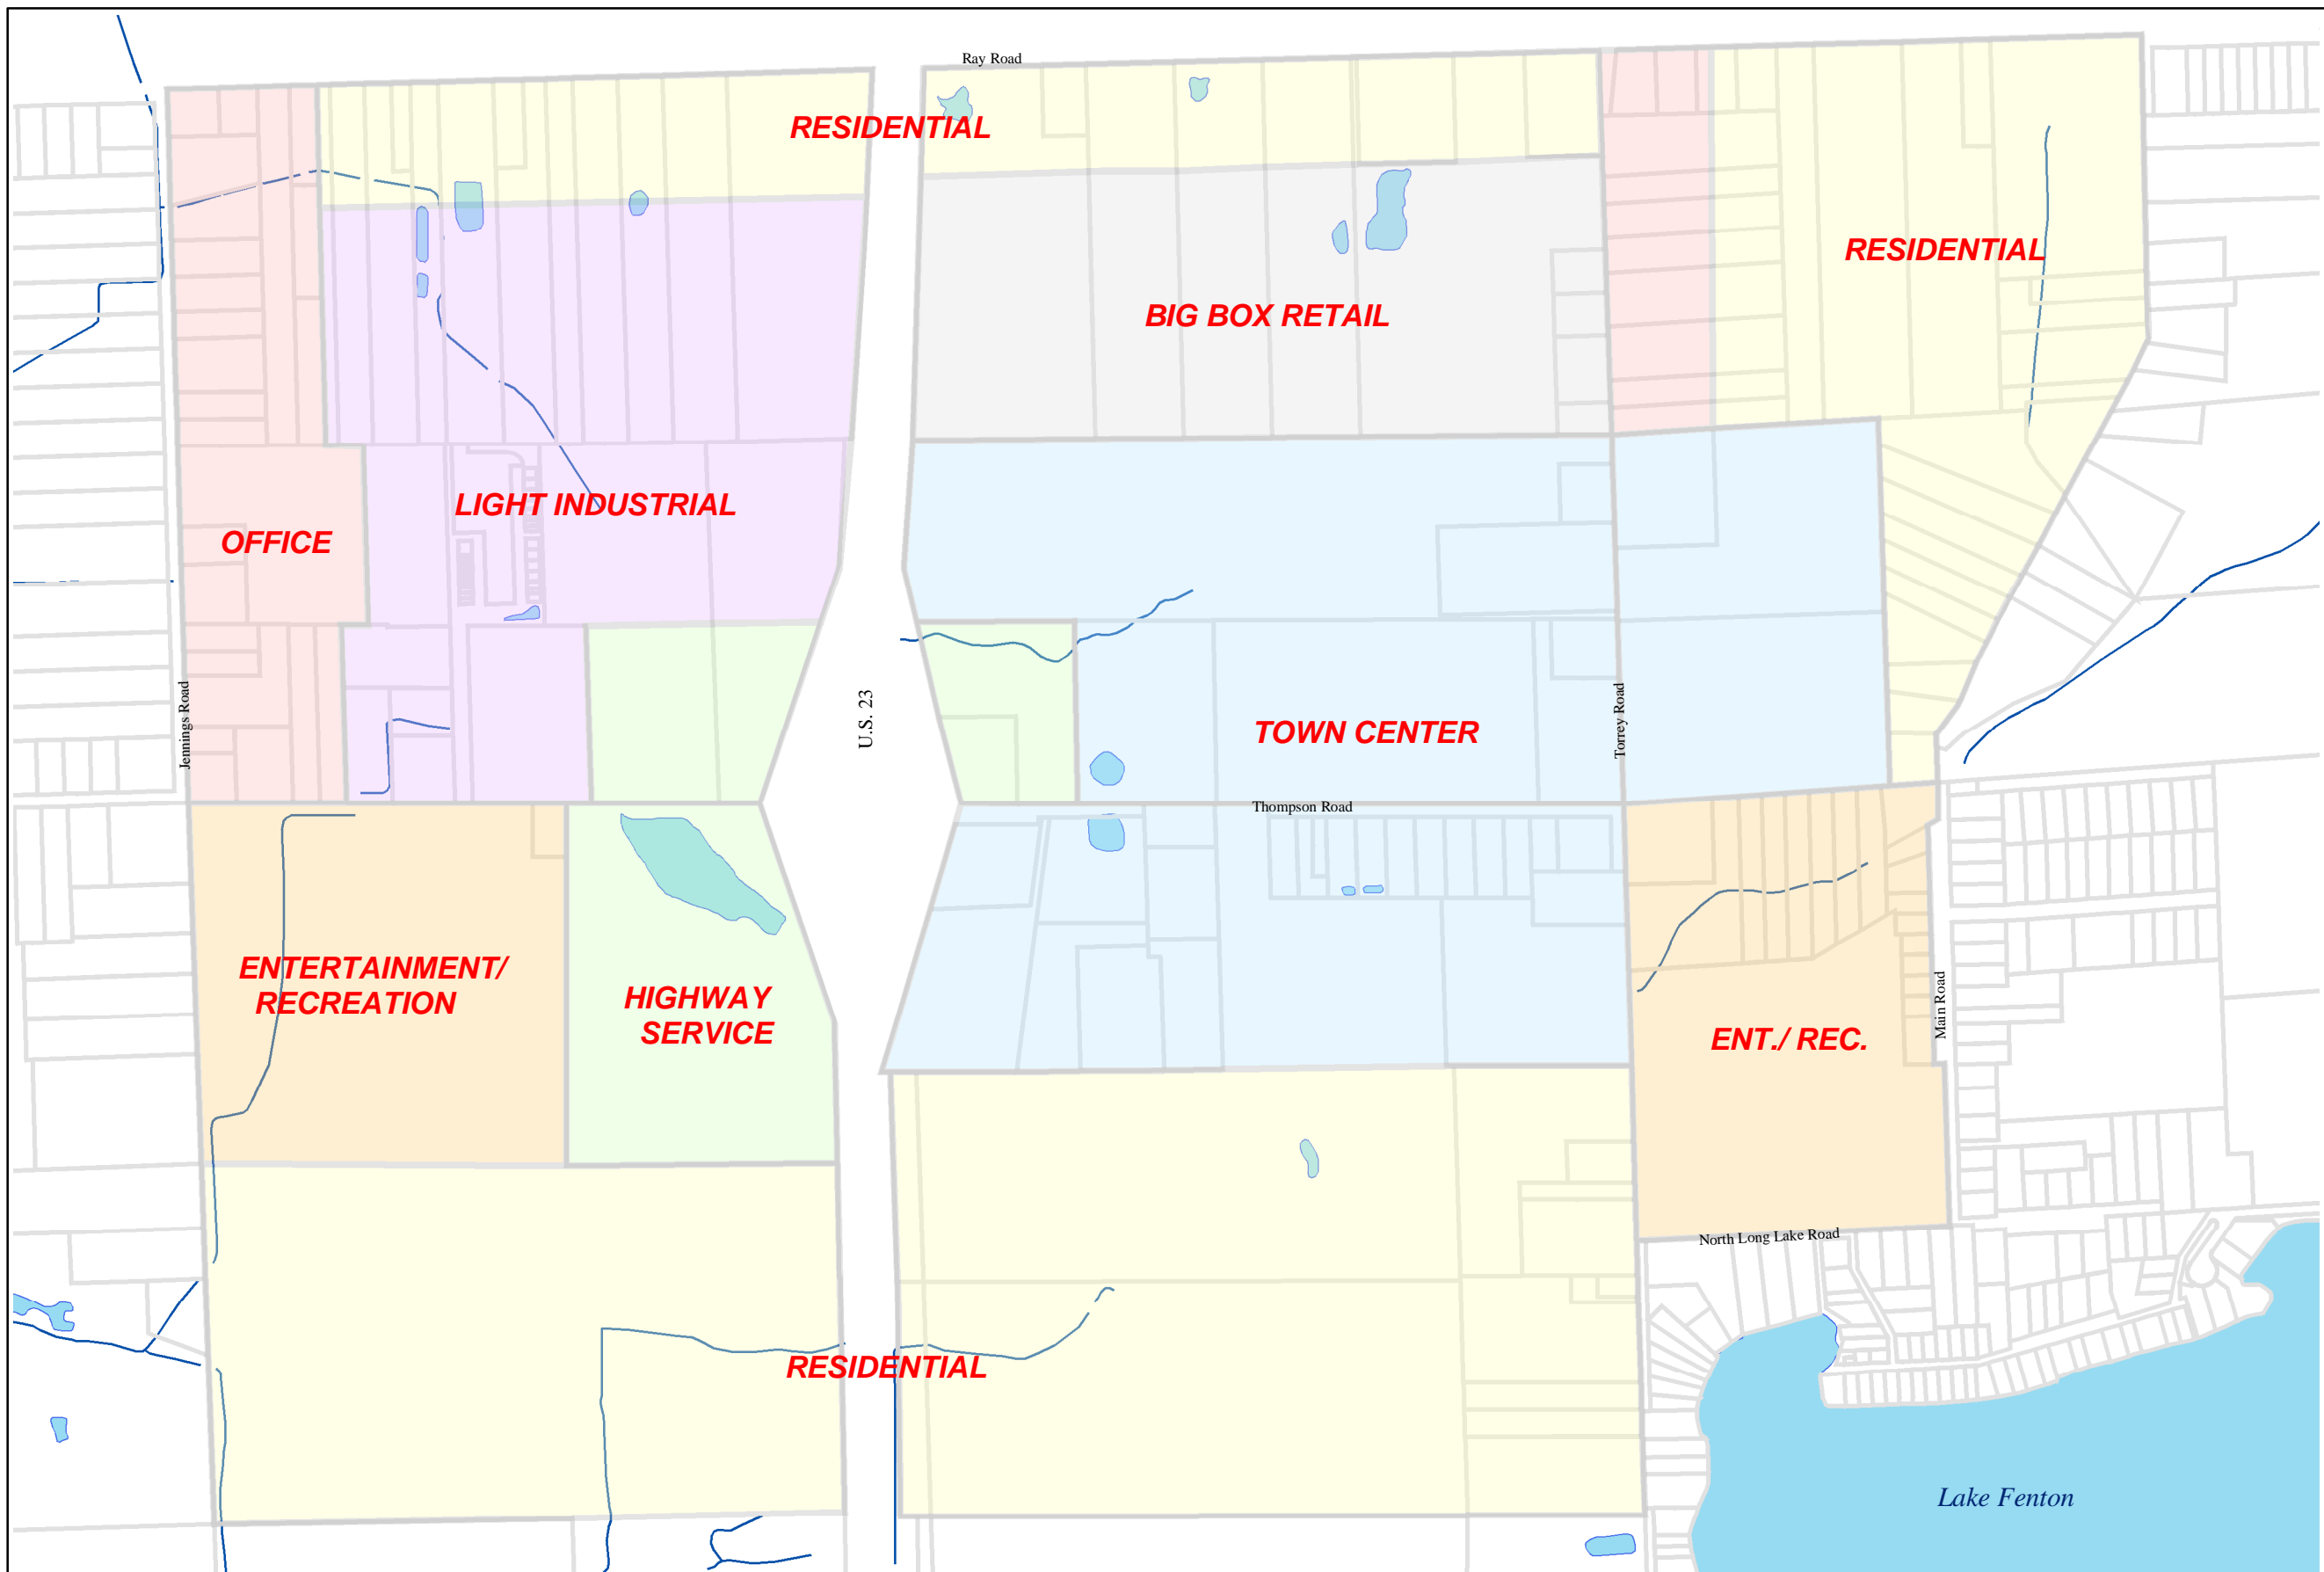 Ray Road
RESIDENTIAL
RESIDENTIAL
BIG BOX RETAIL
LIGHT INDUSTRIAL
OFFICE
Jennings Road
U.S. 23
TOWN CENTER
Torrey Road
Thompson Road
ENTERTAINMENT/
RECREATION
HIGHWAY
SERVICE
ENT./ REC.
Main Road
North Long Lake Road
RESIDENTIAL
Lake Fenton